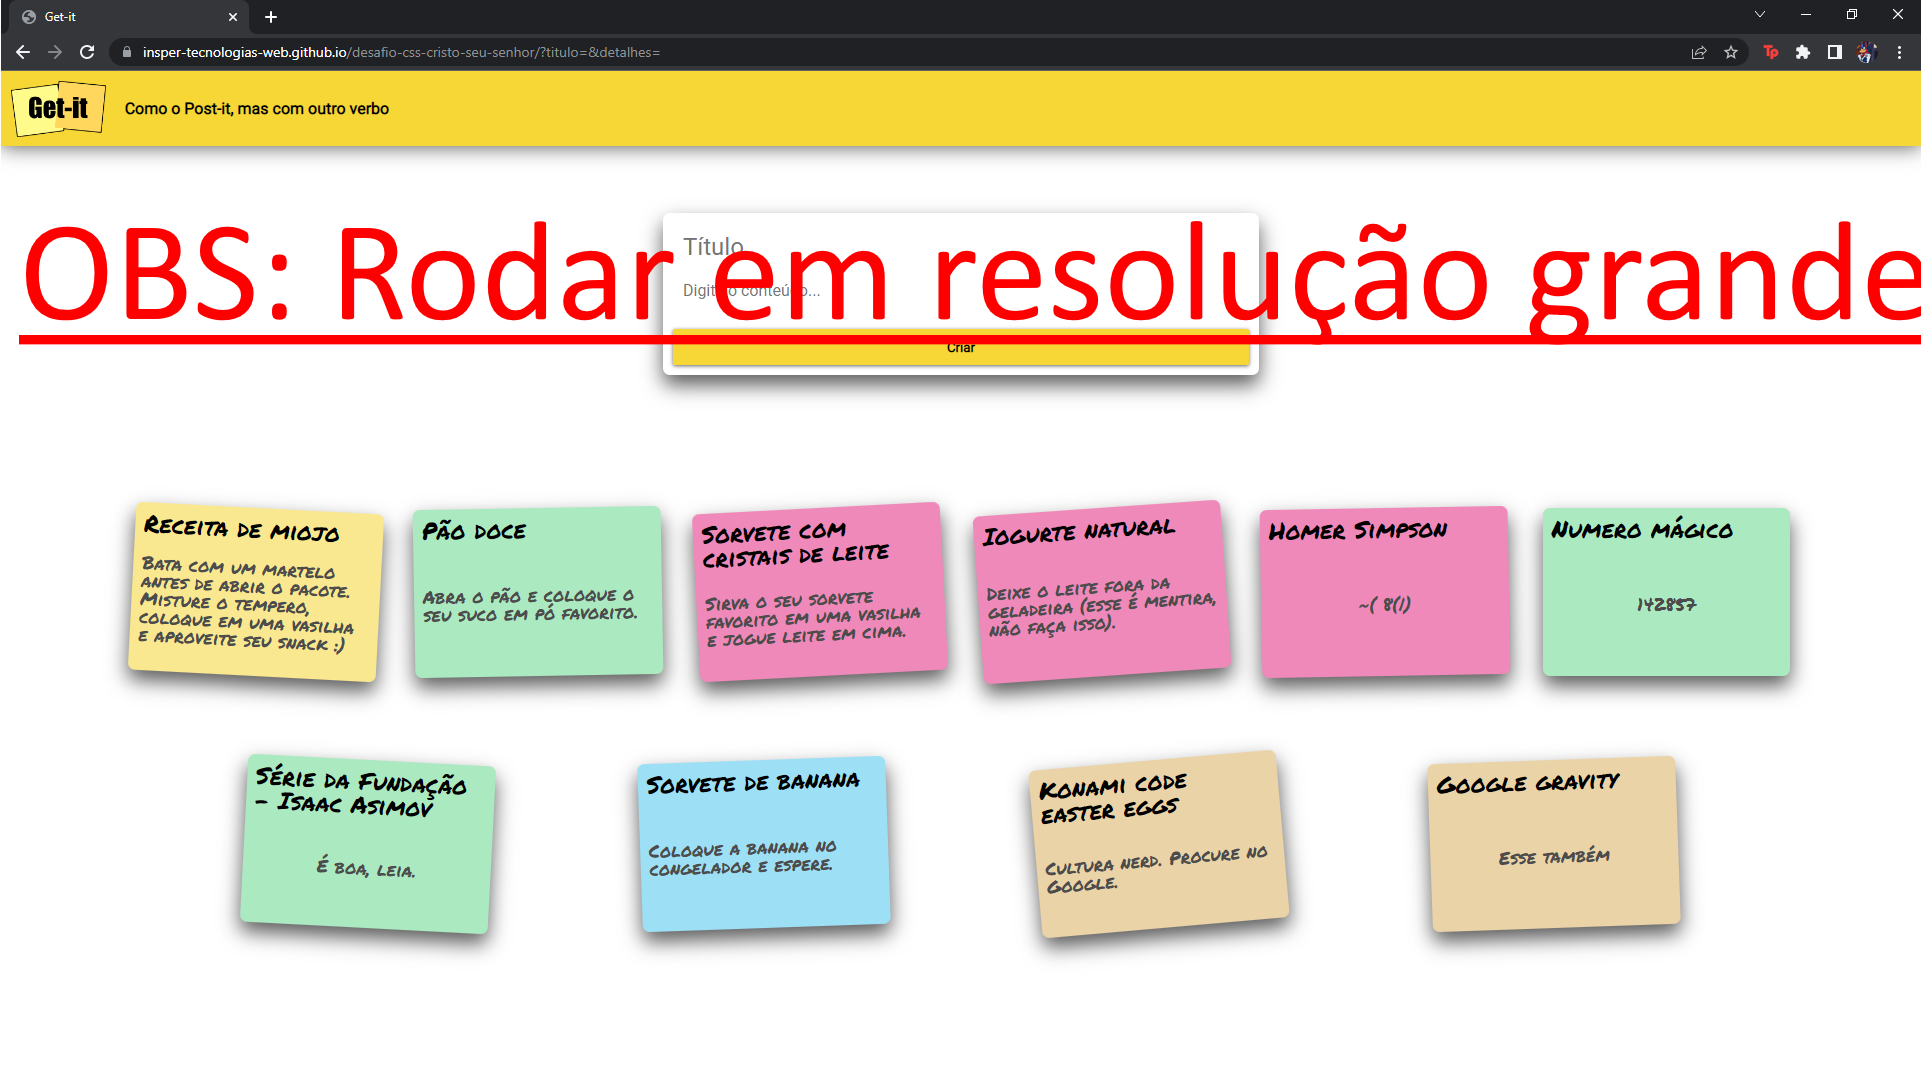 Get-it
insper-tecnologias-web.github.io/desafio-css-cristo-seu-senhor/?titulo=&detalhes=
Tp
Get-it
Como o Post-it, mas com outro verbo
OBS: Rodar em resolução grande
Título
Criar
Receita de miojo
Bata com um martelo
antes de abrir o pacote.
Misture o tempero,
coloque em uma vasilha
e aproveite seu snack :)
Pão doce
Abra o pão e coloque o
seu suco em pó favorito.
Sorvete com
cristais de leite
Sirva o seu sorvete
favorito em uma vasilha
e jogue leite em cima.
Iogurte natural
Deixe o leite fora da
geladeira (esse é mentira,
não faça isso).
Homer Simpson
~( 8(|)
Numero mágico
142857
Série da Fundação
- Isaac Asimov
É boa, leia.
Sorvete de banana
Coloque a banana no
congelador e espere.
Konami code
easter eggs
Cultura nerd. Procure no
Google.
Google gravity
Esse também